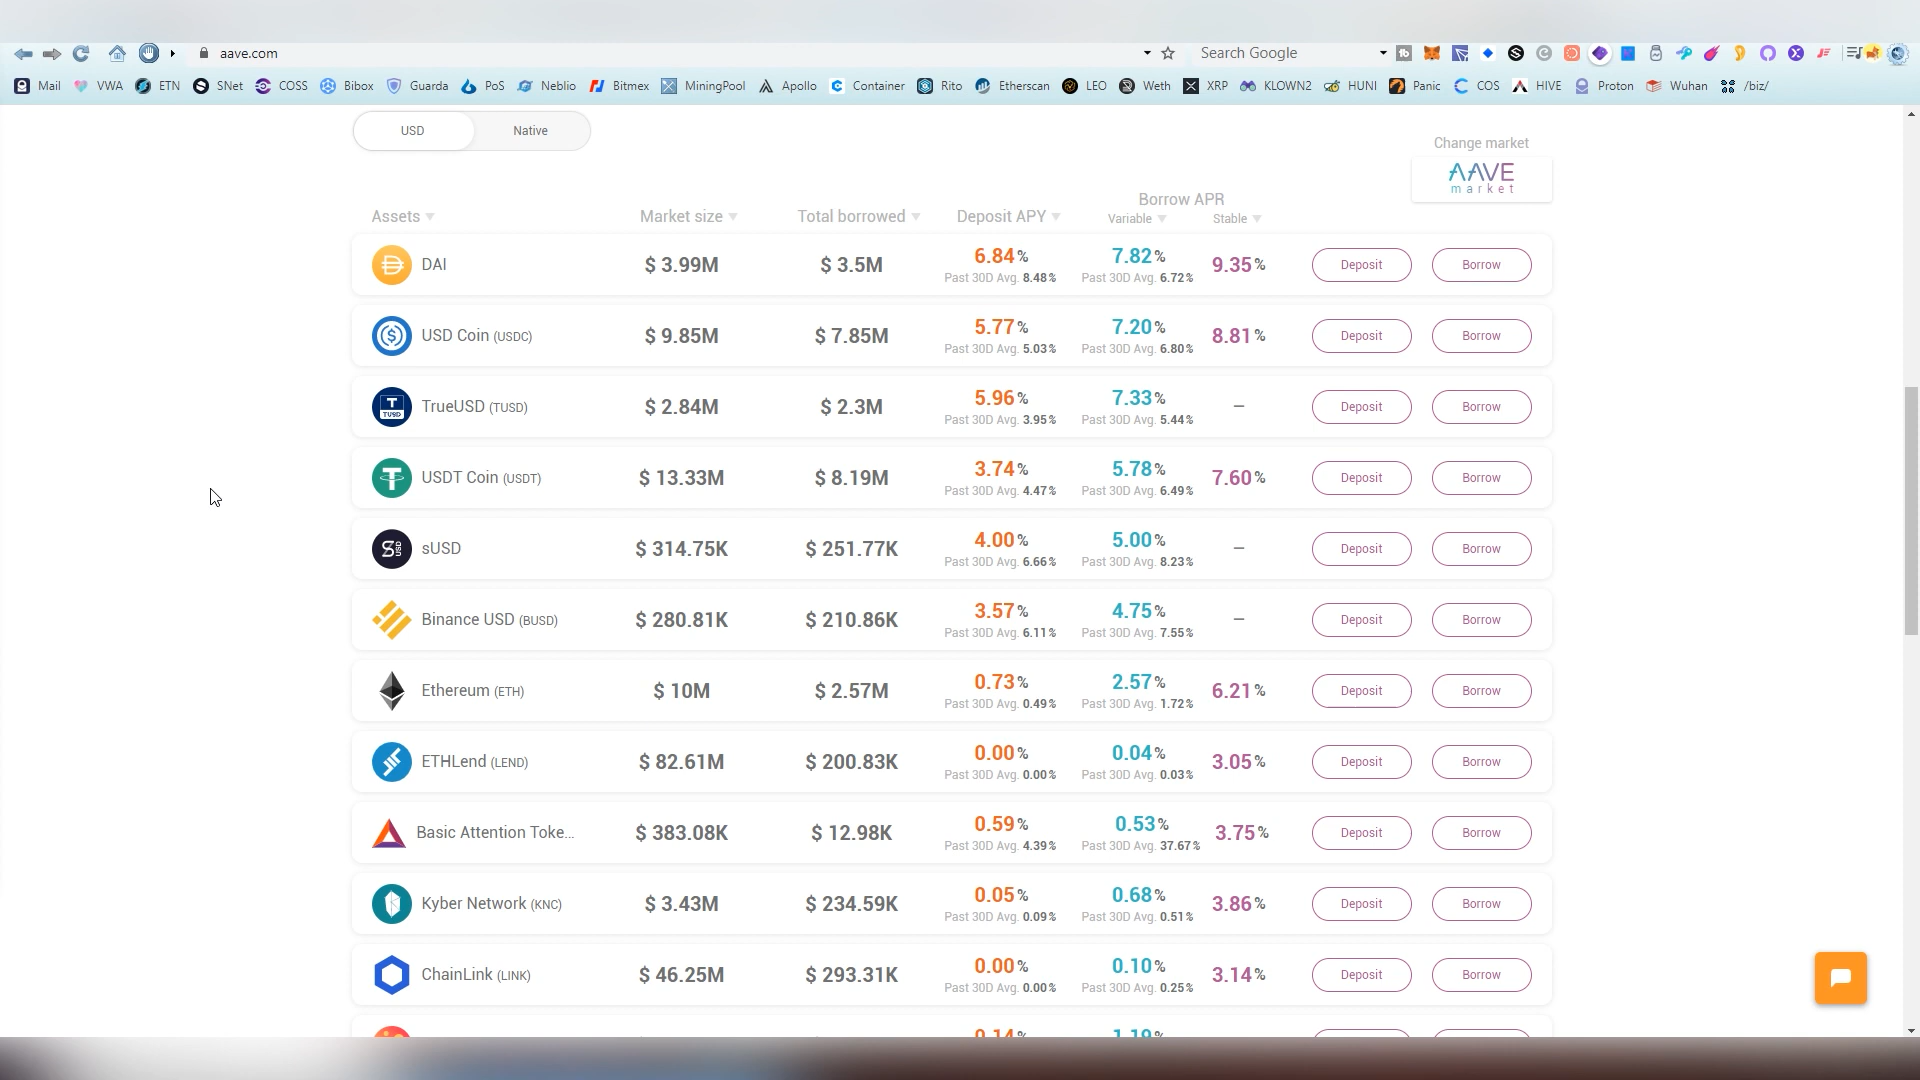 aave.com
Search Google
Mail VWA ETN SNet COSS Bibox Guarda PoS Neblio Bitmex MiningPool Apollo Container Rito Etherscan LEO Weth XRP KLOWN2 HUNI Panic COS HIVE Proton Wuhan /biz/
USD Native
Change market
AAVE
market
Borrow APR
Assets Market size Total borrowed Deposit APY Variable Stable
DAI $ 3.99M $ 3.5M 6.84 % 7.82 % 9.35 % Deposit Borrow
Past 30D Avg. 8.48 % Past 30D Avg. 6.72 %
USD Coin (USDC) $ 9.85M $ 7.85M 5.77 % 7.20 % 8.81 % Deposit Borrow
Past 30D Avg. 5.03 % Past 30D Avg. 6.80 %
TUSD
TrueUSD (TUSD) $ 2.84M $ 2.3M 5.96 % 7.33 % – Deposit Borrow
Past 30D Avg. 3.95 % Past 30D Avg. 5.44 %
USDT Coin (USDT) $ 13.33M $ 8.19M 3.74 % 5.78 % 7.60 % Deposit Borrow
Past 30D Avg. 4.47 % Past 30D Avg. 6.49 %
sUSD $ 314.75K $ 251.77K 4.00 % 5.00 % – Deposit Borrow
Past 30D Avg. 6.66 % Past 30D Avg. 8.23 %
Binance USD (BUSD) $ 280.81K $ 210.86K 3.57 % 4.75 % – Deposit Borrow
Past 30D Avg. 6.11 % Past 30D Avg. 7.55 %
Ethereum (ETH) $ 10M $ 2.57M 0.73 % 2.57 % 6.21 % Deposit Borrow
Past 30D Avg. 0.49 % Past 30D Avg. 1.72 %
ETHLend (LEND) $ 82.61M $ 200.83K 0.00 % 0.04 % 3.05 % Deposit Borrow
Past 30D Avg. 0.00 % Past 30D Avg. 0.03 %
Basic Attention Toke... $ 383.08K $ 12.98K 0.59 % 0.53 % 3.75 % Deposit Borrow
Past 30D Avg. 4.39 % Past 30D Avg. 37.67 %
Kyber Network (KNC) $ 3.43M $ 234.59K 0.05 % 0.68 % 3.86 % Deposit Borrow
Past 30D Avg. 0.09 % Past 30D Avg. 0.51 %
ChainLink (LINK) $ 46.25M $ 293.31K 0.00 % 0.10 % 3.14 % Deposit Borrow
Past 30D Avg. 0.00 % Past 30D Avg. 0.25 %
0.14 % 1.19 %